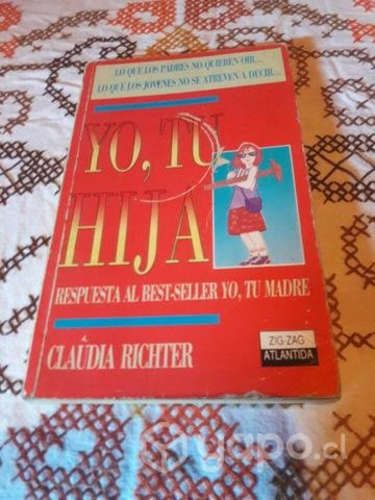 LO QUE LOS PADRES NO QUIEREN OIR...
LO QUE LOS JOVENES NO SE ATREVEN A DECIR...
YO, TU
HIJA
RESPUESTA AL BEST-SELLER YO, TU MADRE
CLAUDIA RICHTER
ZIG-ZAG
ATLANTIDA
yapo.cl